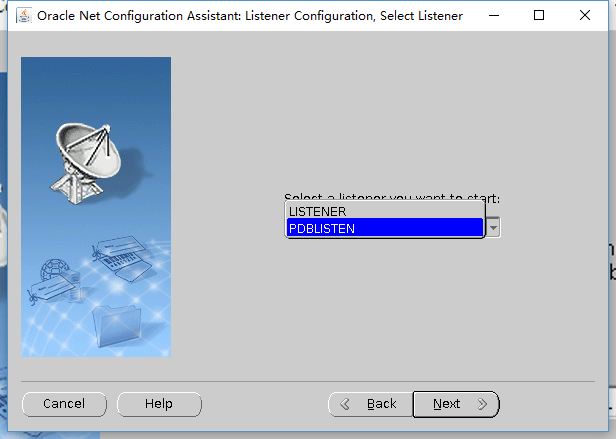 Oracle Net Configuration Assistant: Listener Configuration, Select Listener
Select a listener you want to start:
LISTENER
PDBLISTEN
Cancel
Help
Back
Next